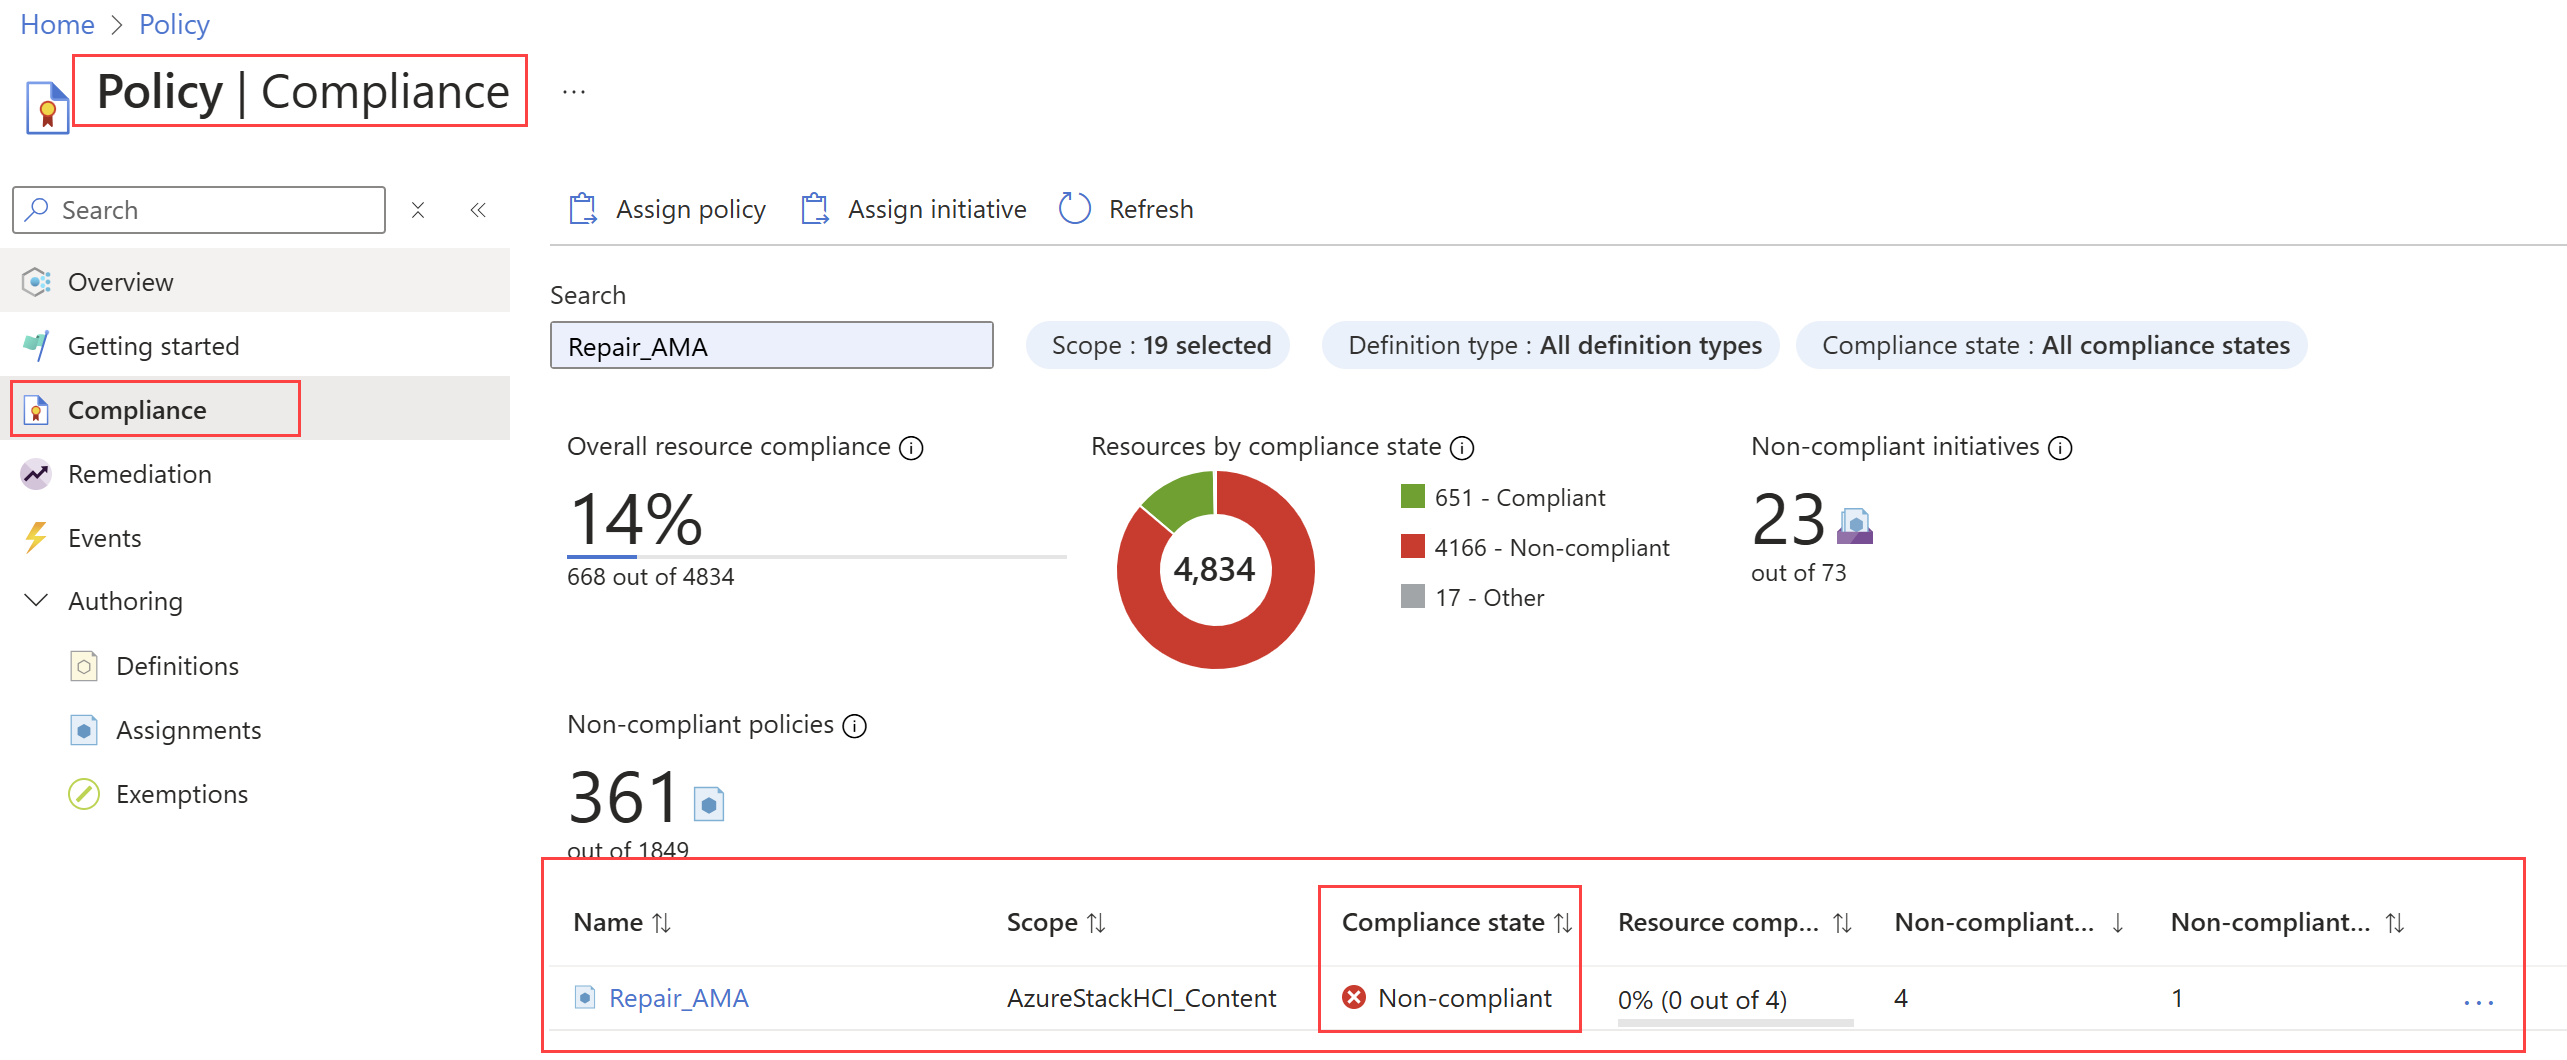 Home > Policy
Policy | Compliance ...
Search
Overview
Getting started
Compliance
Remediation
Events
Authoring
Definitions
Assignments
Exemptions
Assign policy Assign initiative Refresh
Search
Repair_AMA Scope : 19 selected Definition type : All definition types Compliance state : All compliance states
Overall resource compliance
14%
668 out of 4834
Resources by compliance state
4,834
651 - Compliant
4166 - Non-compliant
17 - Other
Non-compliant initiatives
23
out of 73
Non-compliant policies
361
out of 1849
Name Scope Compliance state Resource comp... Non-compliant... Non-compliant...
Repair_AMA AzureStackHCI_Content Non-compliant 0% (0 out of 4) 4 1 ...